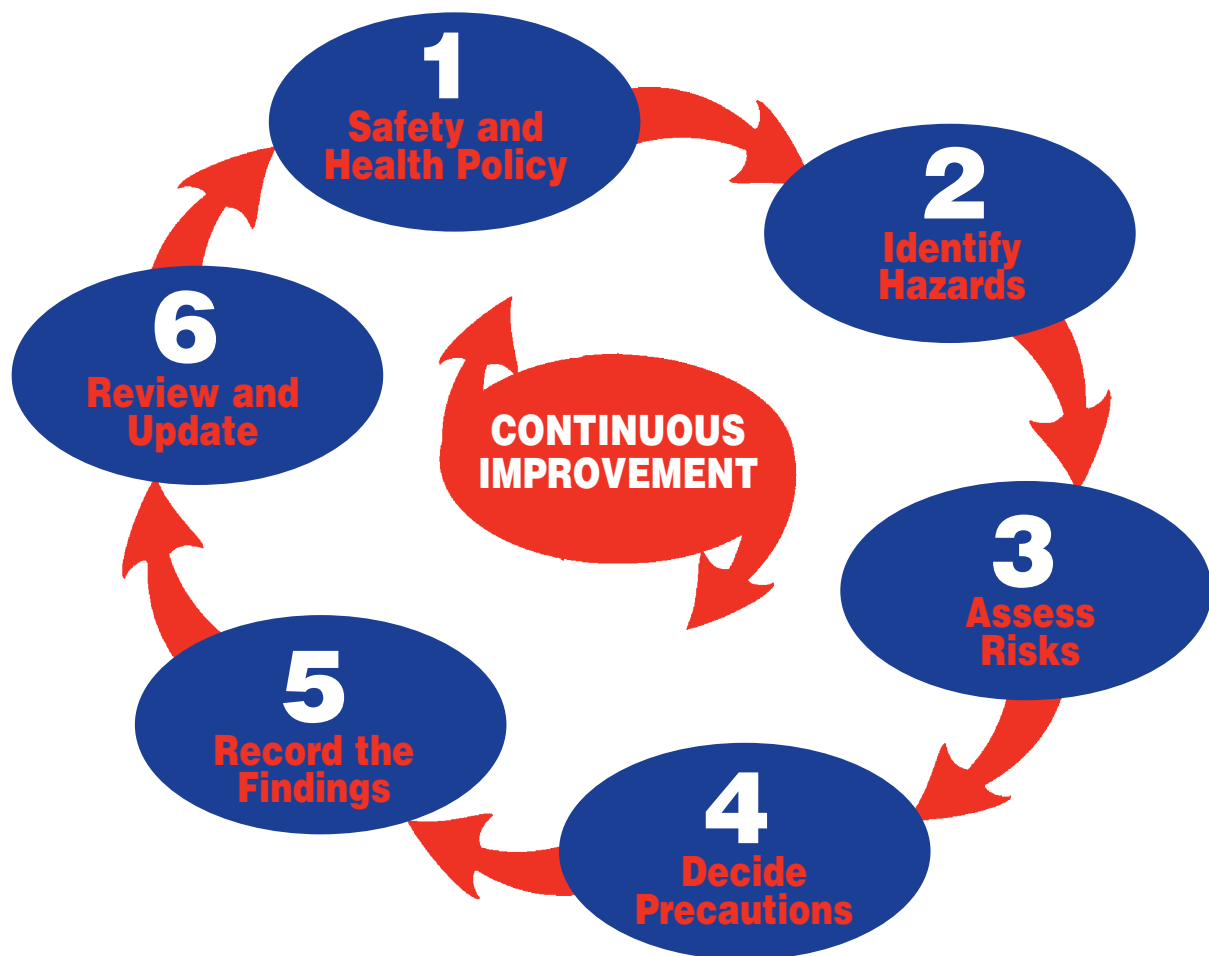 1
Safety and
Health Policy
2
Identify
Hazards
3
Assess
Risks
4
Decide
Precautions
5
Record the
Findings
6
Review and
Update
CONTINUOUS
IMPROVEMENT